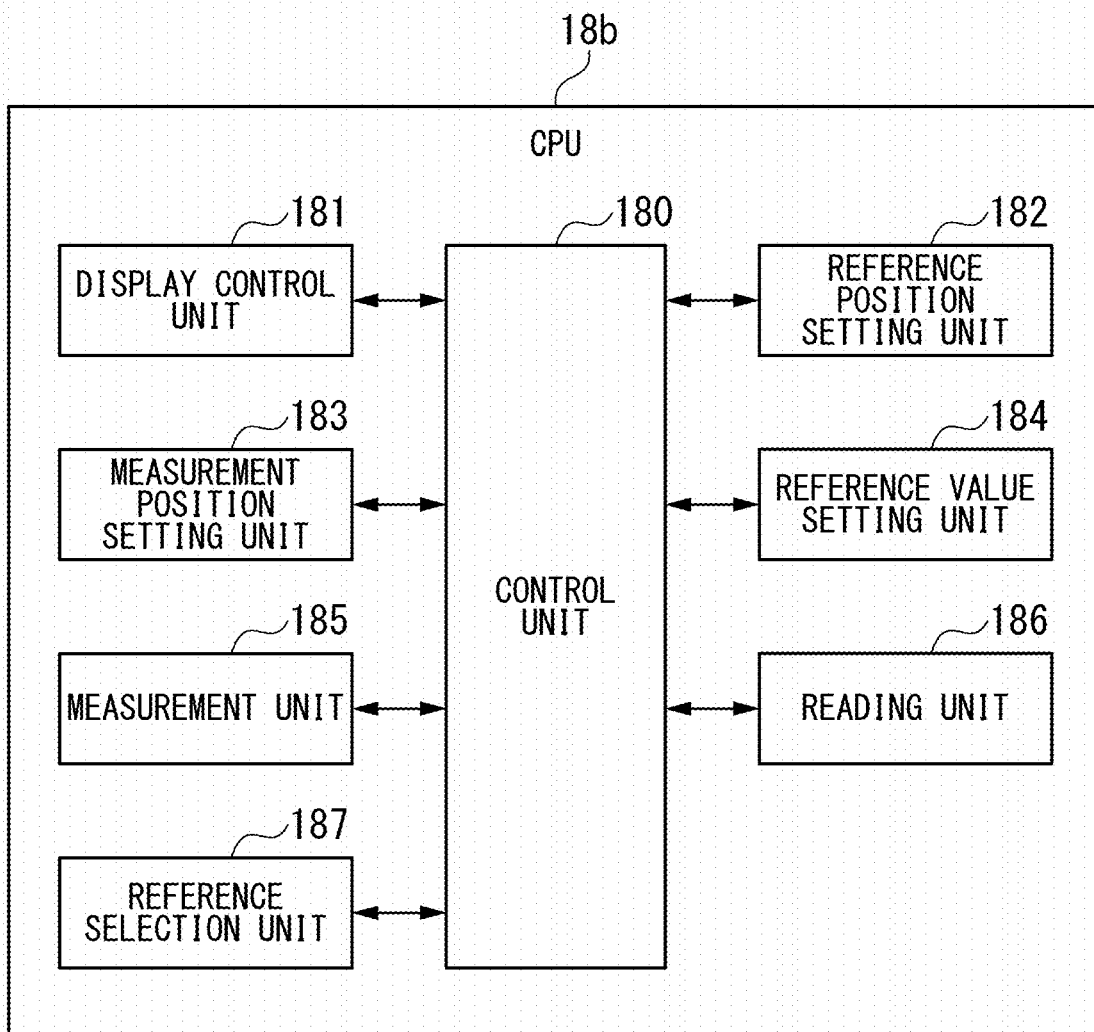 18b
CPU
181
DISPLAY CONTROL
UNIT
180
CONTROL
UNIT
182
REFERENCE
POSITION
SETTING UNIT
183
MEASUREMENT
POSITION
SETTING UNIT
184
REFERENCE VALUE
SETTING UNIT
185
MEASUREMENT UNIT
186
READING UNIT
187
REFERENCE
SELECTION UNIT